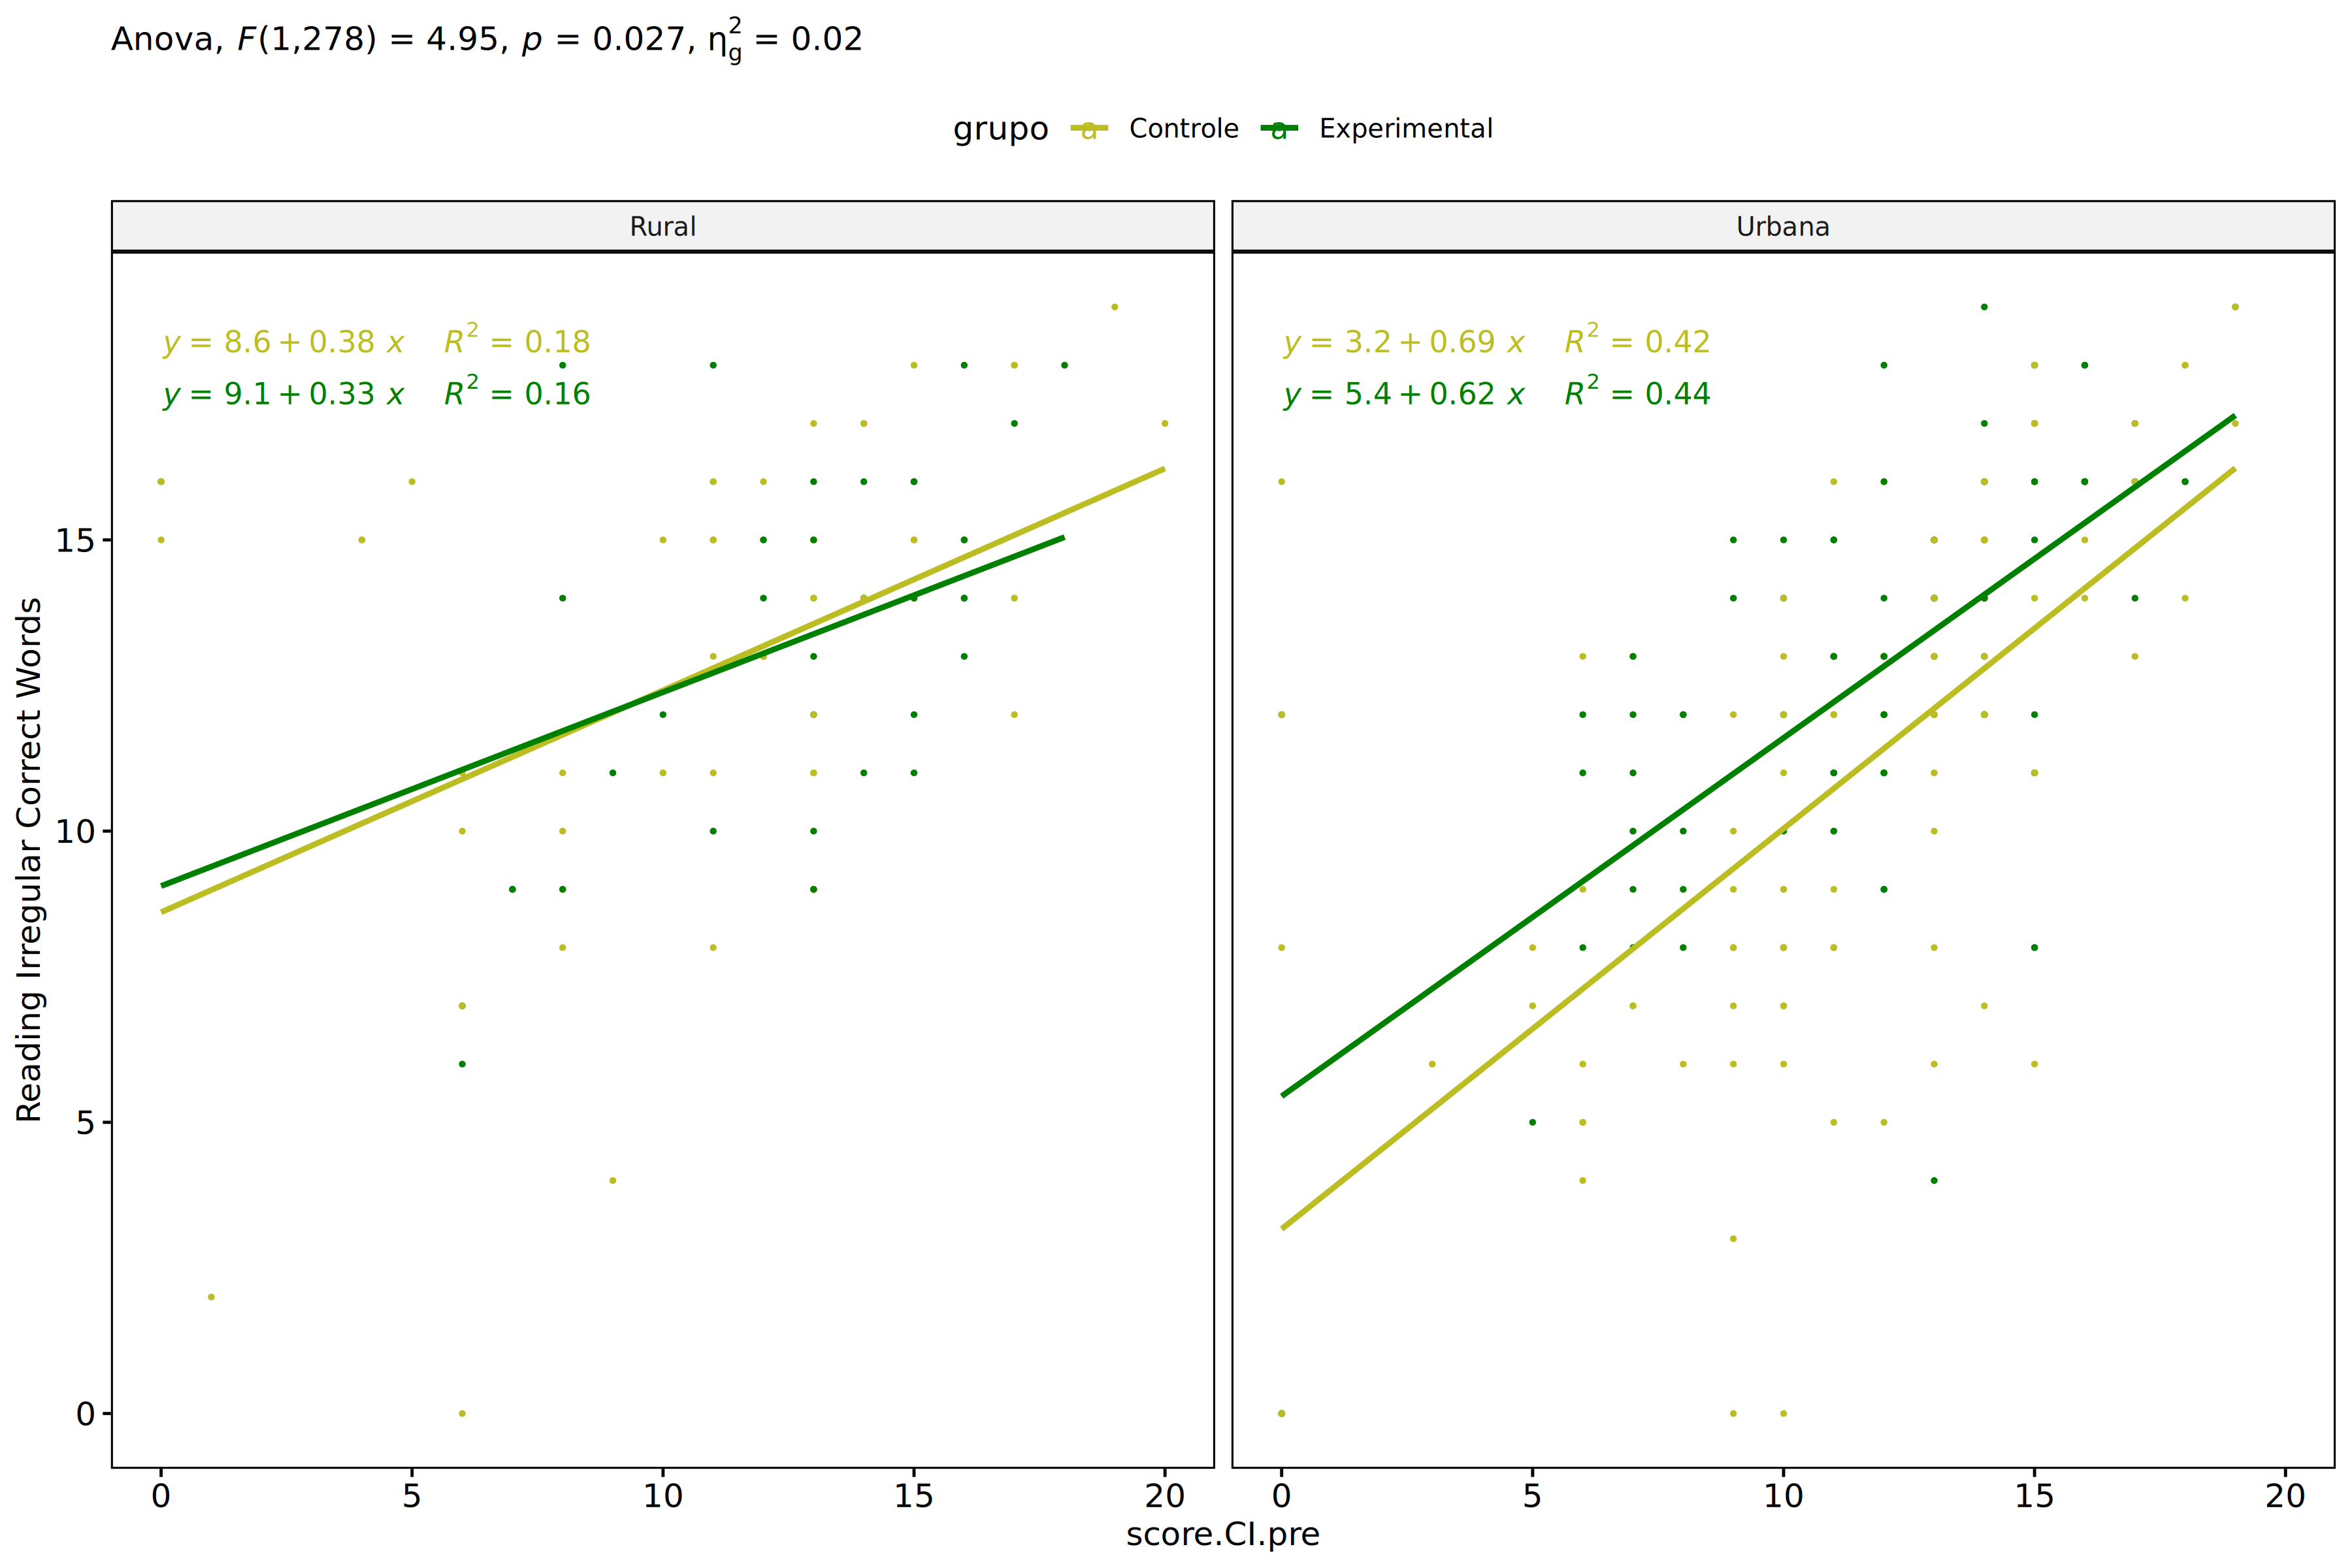 Anova, F(1,278) = 4.95, p = 0.027, η²g = 0.02
grupo a Controle a Experimental
Rural
Urbana
y = 8.6 + 0.38 x R² = 0.18
y = 9.1 + 0.33 x R² = 0.16
y = 3.2 + 0.69 x R² = 0.42
y = 5.4 + 0.62 x R² = 0.44
Reading Irregular Correct Words
15
10
5
0
0 5 10 15 20
0 5 10 15 20
score.CI.pre